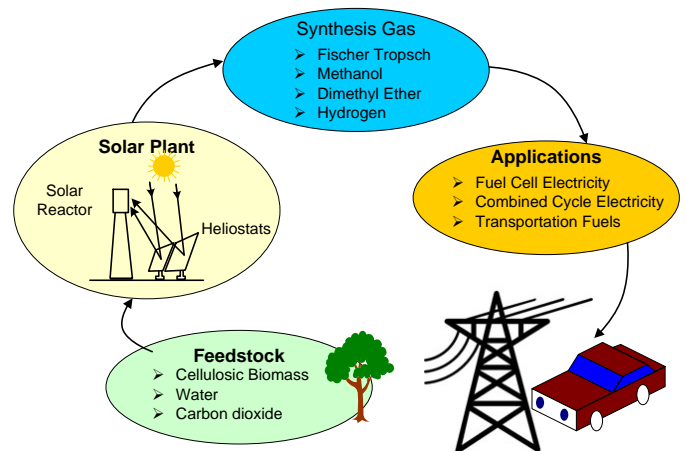 Synthesis Gas
➢ Fischer Tropsch
➢ Methanol
➢ Dimethyl Ether
➢ Hydrogen
Solar Plant
Solar
Reactor
Heliostats
Applications
➢ Fuel Cell Electricity
➢ Combined Cycle Electricity
➢ Transportation Fuels
Feedstock
➢ Cellulosic Biomass
➢ Water
➢ Carbon dioxide